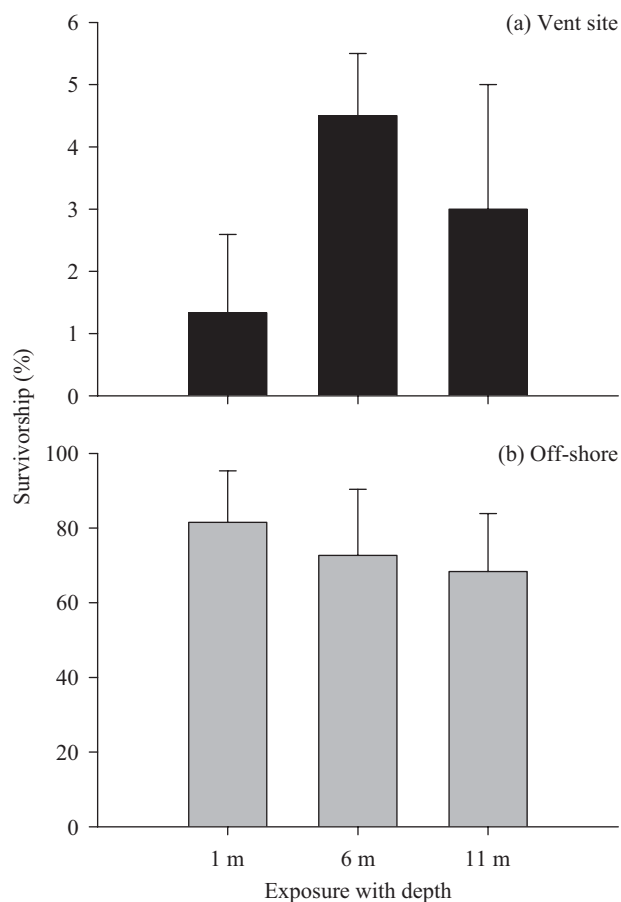 (a) Vent site
6
5
4
3
2
1
0
Survivorship (%)
(b) Off-shore
100
80
60
40
20
0
1 m 6 m 11 m
Exposure with depth